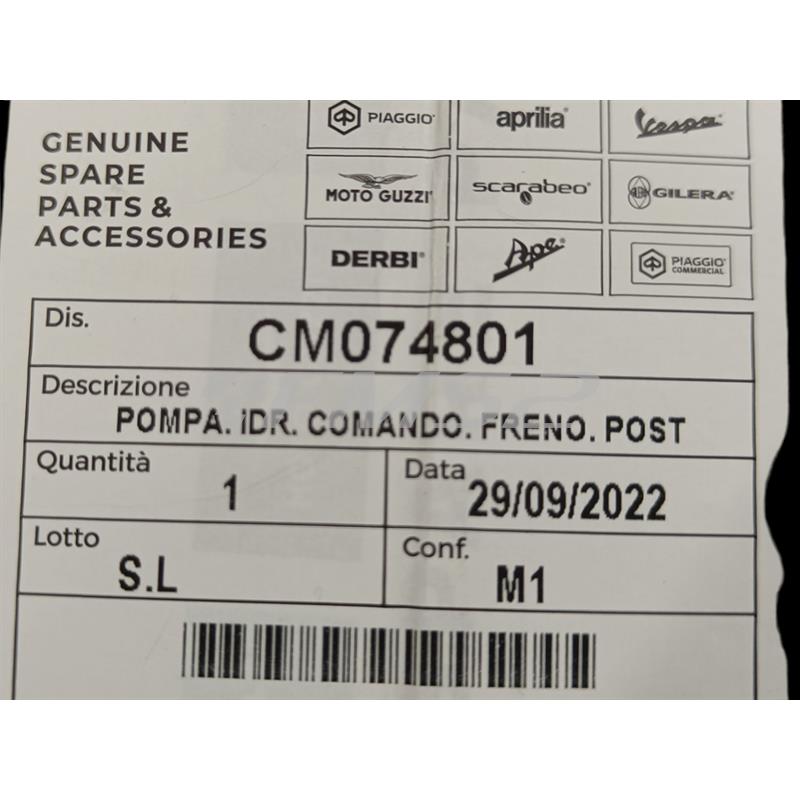 GENUINE
SPARE
PARTS &
ACCESSORIES
PIAGGIO
aprilia
Vespa
MOTO GUZZI
scarabeo
GILERA
DERBI
Ape
PIAGGIO
COMMERCIAL
Dis.
CM074801
Descrizione
POMPA. iDR. COMANDO. FRENO. POST
Quantità
1
Data
29/09/2022
Lotto
S.L
Conf.
M1